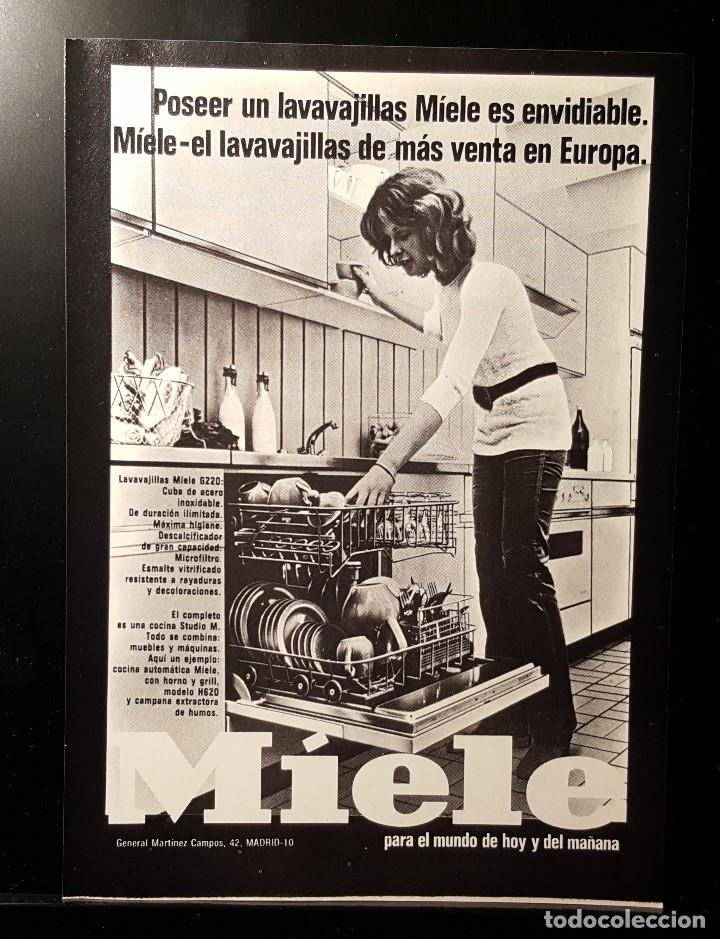 Poseer un lavavajillas Míele es envidiable.
Míele-el lavavajillas de más venta en Europa.
Lavavajillas Míele G220:
Cuba de acero
inoxidable.
De duración ilimitada.
Máxima higiene.
Descalcificador
de gran capacidad.
Microfiltro.
Esmalte vitrificado
resistente a rayaduras
y decoloraciones.
El completo
es una cocina Studio M.
Todo se combina:
muebles y máquinas.
Aquí un ejemplo:
cocina automática Míele,
con horno y grill,
modelo H620
y campana extractora
de humos.
Míele
General Martínez Campos, 42, MADRID-10
para el mundo de hoy y del mañana
todocoleccion.net